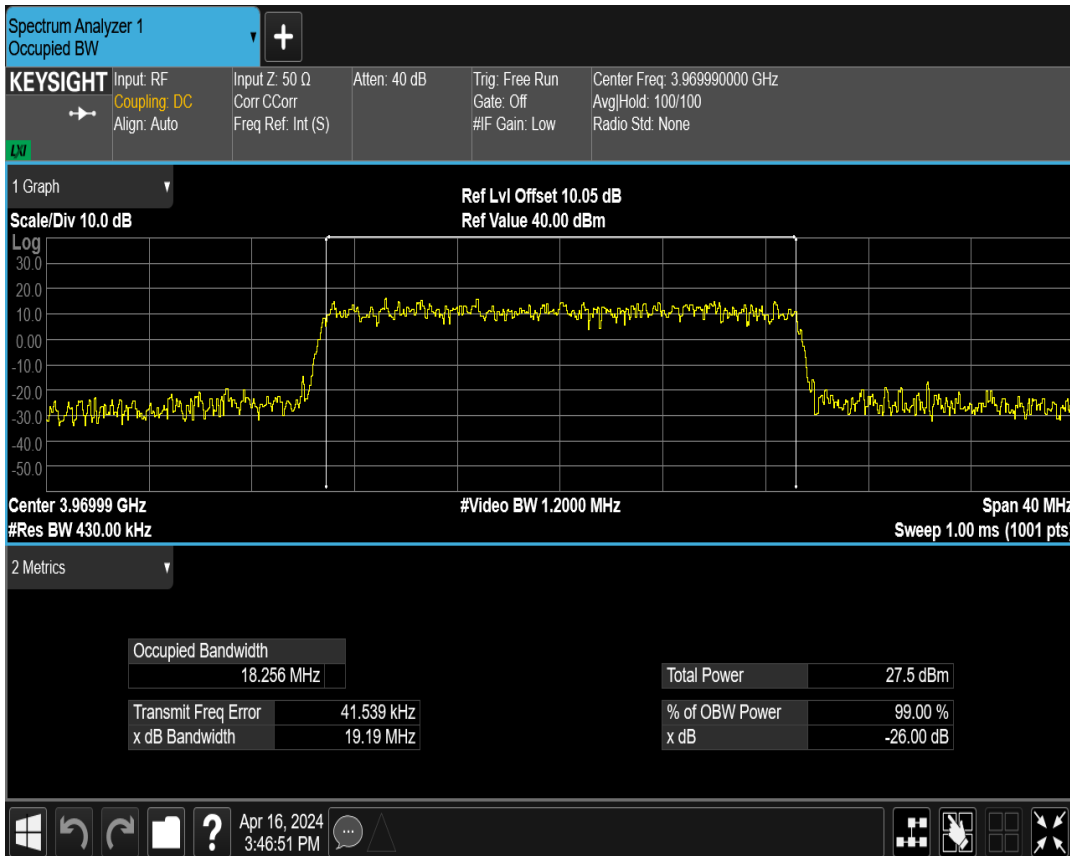 Spectrum Analyzer 1
Occupied BW
+
KEYSIGHT
LXI
Input: RF
Coupling: DC
Align: Auto
Input Z: 50 Ω
Corr CCorr
Freq Ref: Int (S)
Atten: 40 dB
Trig: Free Run
Gate: Off
#IF Gain: Low
Center Freq: 3.969990000 GHz
Avg|Hold: 100/100
Radio Std: None
1 Graph
Scale/Div 10.0 dB
Ref Lvl Offset 10.05 dB
Ref Value 40.00 dBm
Log
30.0
20.0
10.0
0.00
-10.0
-20.0
-30.0
-40.0
-50.0
Center 3.96999 GHz
#Video BW 1.2000 MHz
Span 40 MHz
#Res BW 430.00 kHz
Sweep 1.00 ms (1001 pts)
2 Metrics
Occupied Bandwidth
18.256 MHz
Transmit Freq Error 41.539 kHz
x dB Bandwidth 19.19 MHz
Total Power 27.5 dBm
% of OBW Power 99.00 %
x dB -26.00 dB
?
Apr 16, 2024
3:46:51 PM